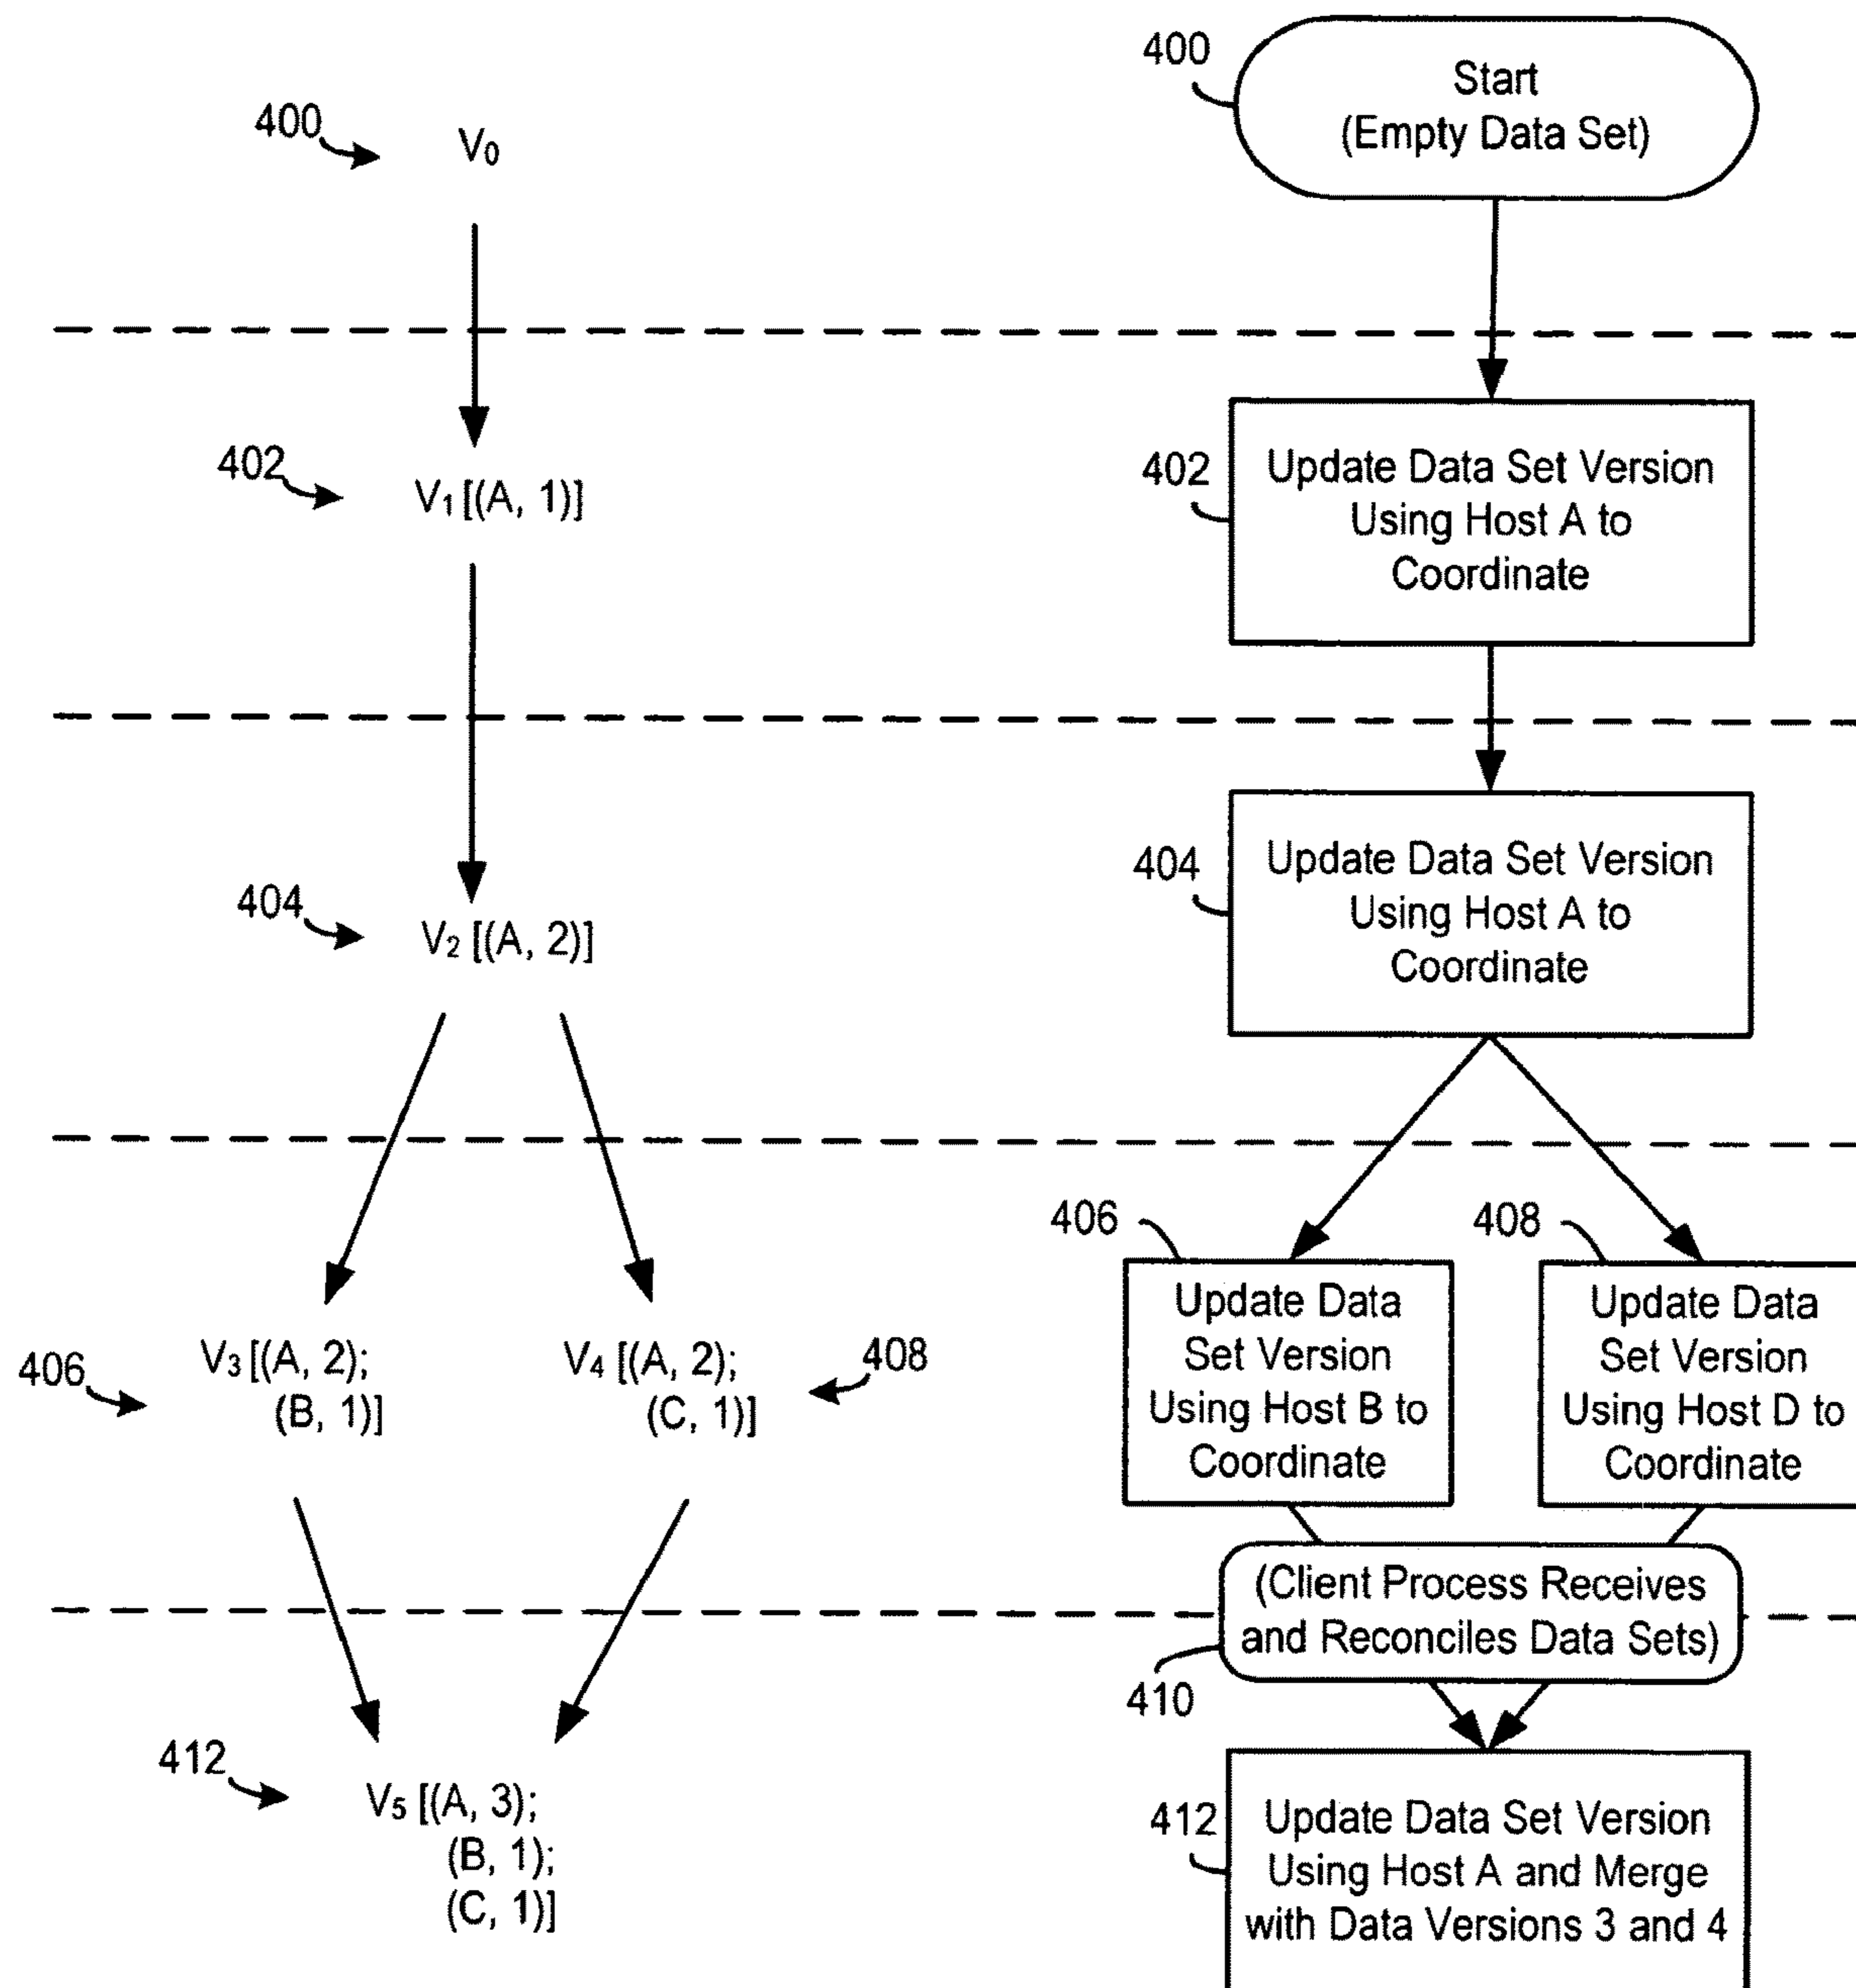 400
V0
400
Start
(Empty Data Set)
402
V1 [(A, 1)]
402
Update Data Set Version
Using Host A to
Coordinate
404
V2 [(A, 2)]
404
Update Data Set Version
Using Host A to
Coordinate
406
V3 [(A, 2);
(B, 1)]
V4 [(A, 2);
(C, 1)]
408
406
Update Data
Set Version
Using Host B to
Coordinate
408
Update Data
Set Version
Using Host D to
Coordinate
(Client Process Receives
and Reconciles Data Sets)
410
412
V5 [(A, 3);
(B, 1);
(C, 1)]
412
Update Data Set Version
Using Host A and Merge
with Data Versions 3 and 4